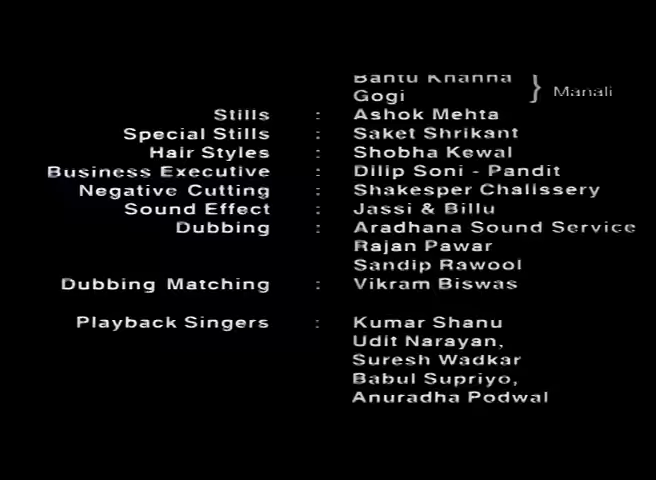 Bantu Khanna } Manali
Gogi
Stills : Ashok Mehta
Special Stills : Saket Shrikant
Hair Styles : Shobha Kewal
Business Executive : Dilip Soni - Pandit
Negative Cutting : Shakesper Chalissery
Sound Effect : Jassi & Billu
Dubbing : Aradhana Sound Service
Rajan Pawar
Sandip Rawool
Dubbing Matching : Vikram Biswas
Playback Singers : Kumar Shanu
Udit Narayan,
Suresh Wadkar
Babul Supriyo,
Anuradha Podwal